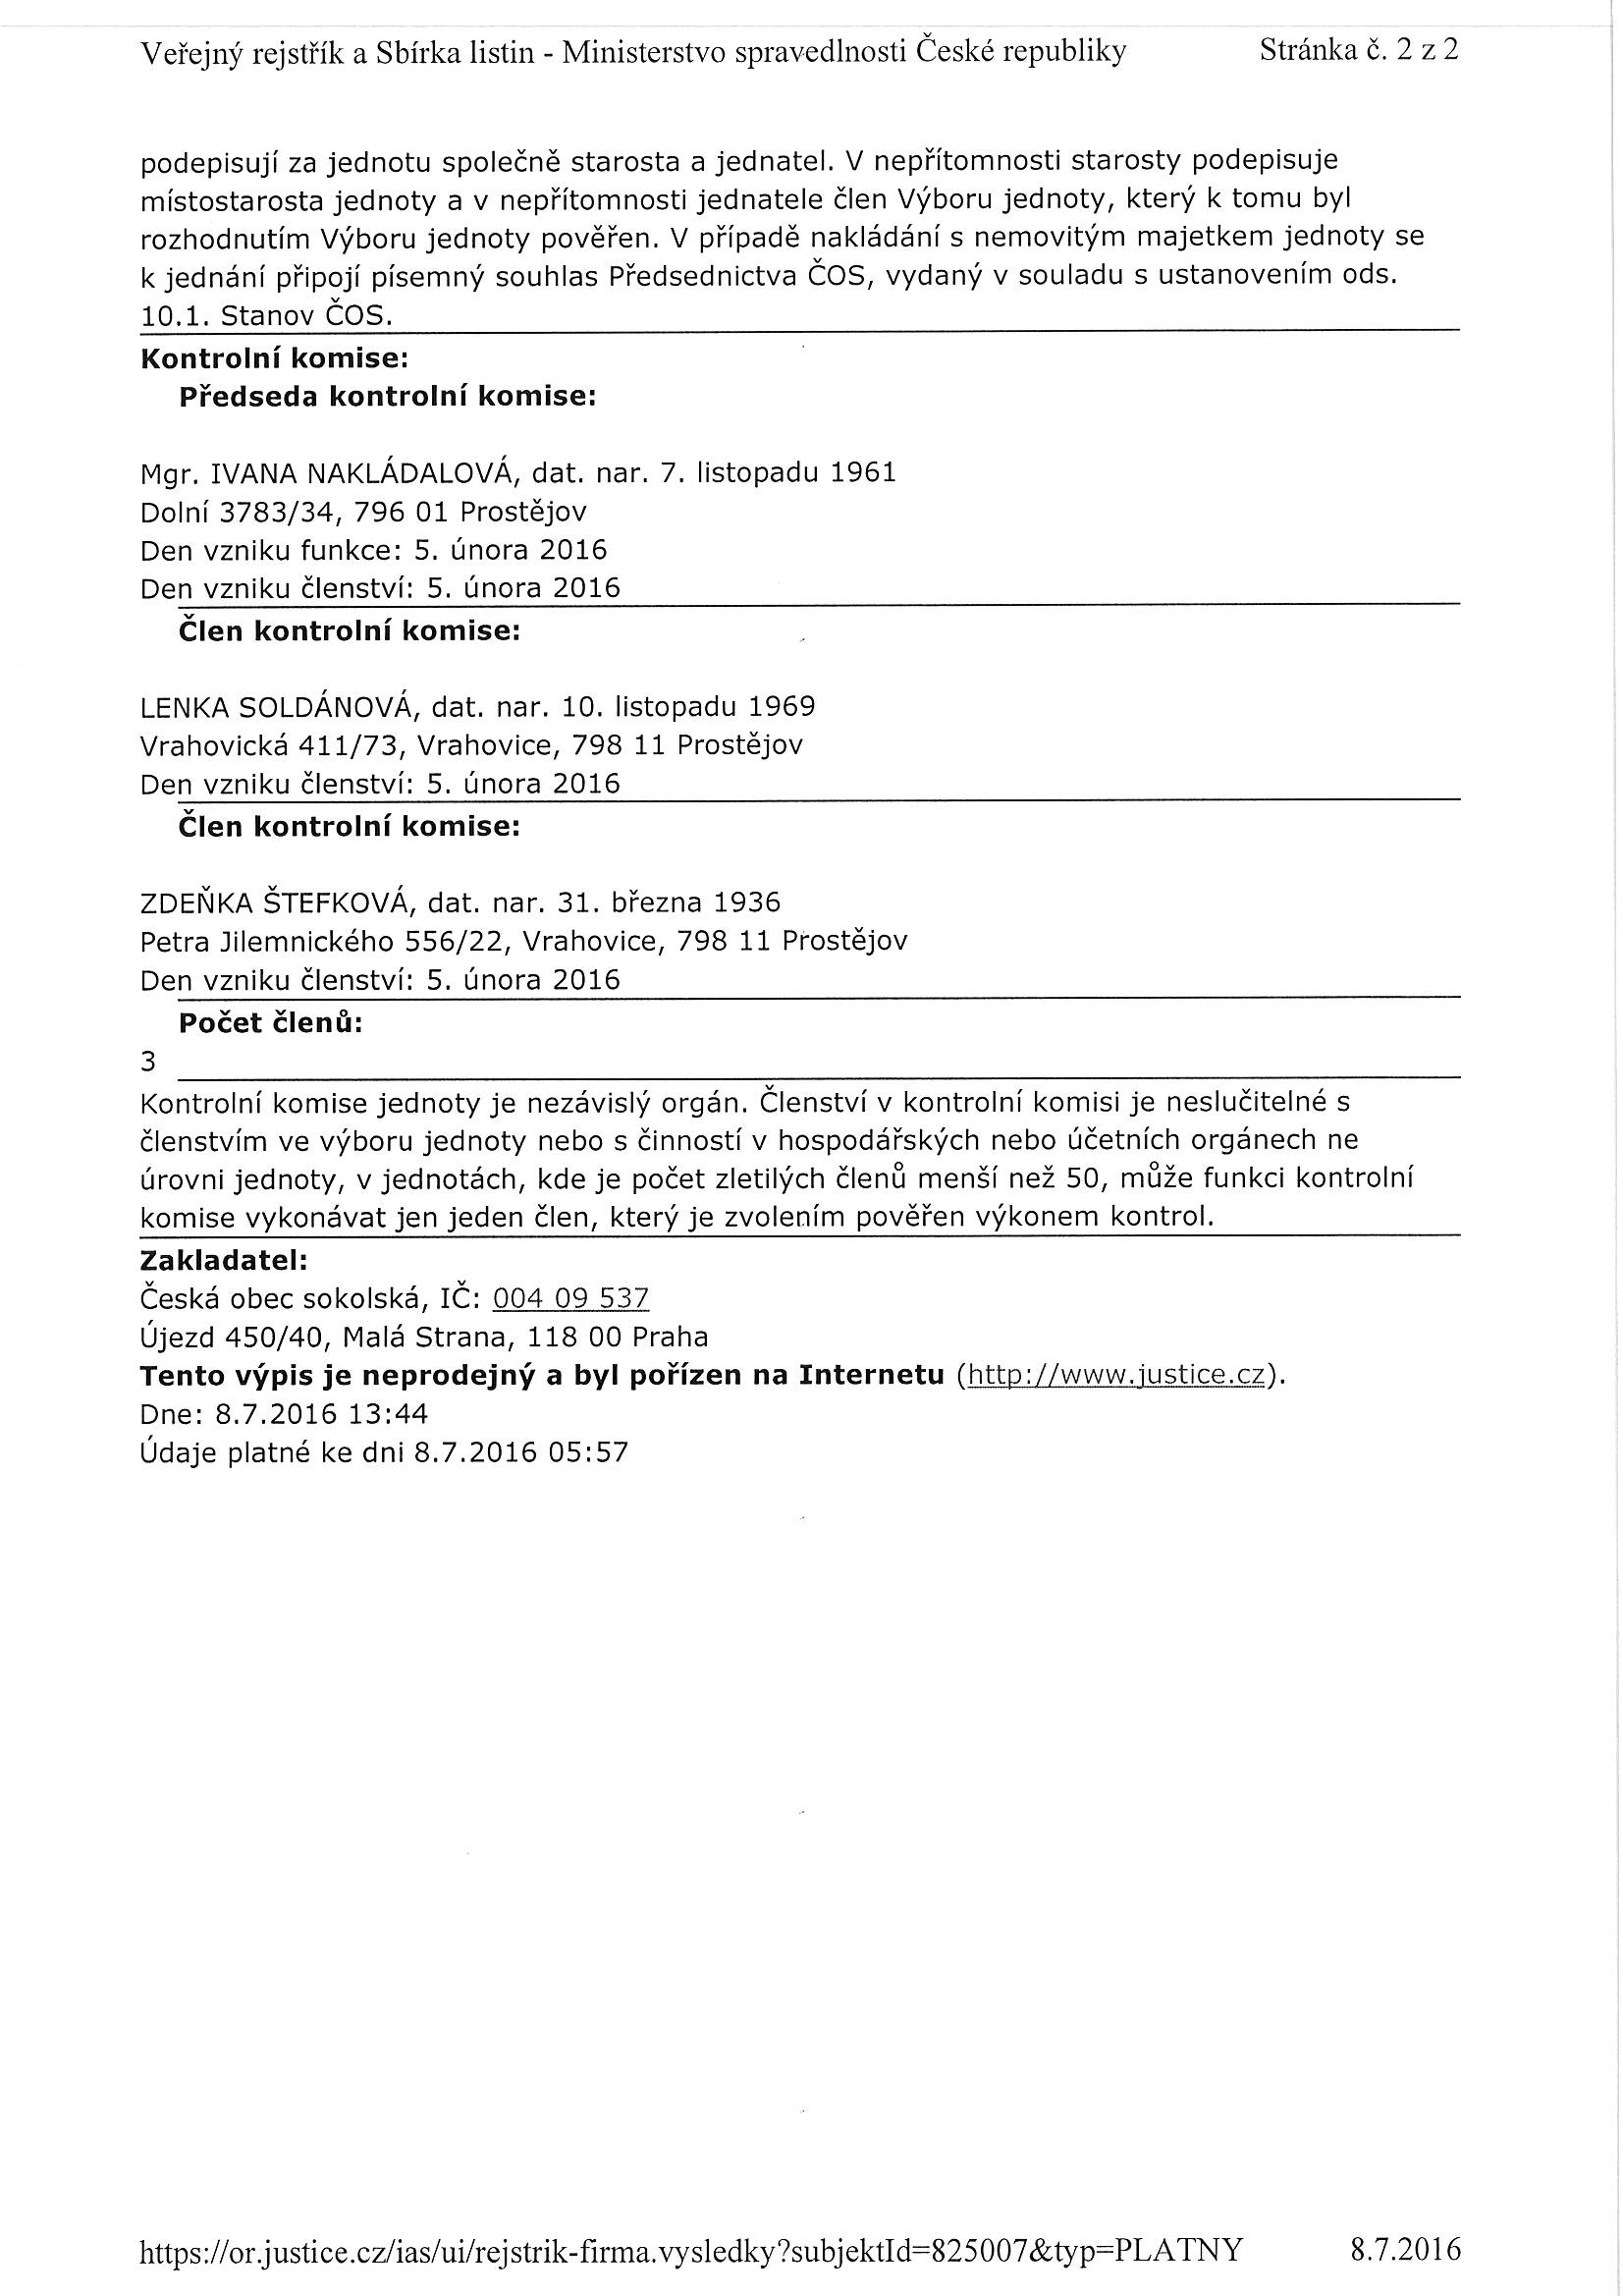 Veřejný rejstřík a Sbírka listin - Ministerstvo spravedlnosti České republiky Stránka č. 2 z 2
podepisují za jednotu společně starosta a jednatel. V nepřítomnosti starosty podepisuje
místostarosta jednoty a v nepřítomnosti jednatele člen Výboru jednoty, který k tomu byl
rozhodnutím Výboru jednoty pověřen. V případě nakládání s nemovitým majetkem jednoty se
k jednání připojí písemný souhlas Předsednictva ČOS, vydaný v souladu s ustanovením ods.
10.1. Stanov ČOS.
Kontrolní komise:
Předseda kontrolní komise:
Mgr. IVANA NAKLÁDALOVÁ, dat. nar. 7. listopadu 1961
Dolní 3783/34, 796 01 Prostějov
Den vzniku funkce: 5. února 2016
Den vzniku členství: 5. února 2016
Člen kontrolní komise:
LENKA SOLDÁNOVÁ, dat. nar. 10. listopadu 1969
Vrahovická 411/73, Vrahovice, 798 11 Prostějov
Den vzniku členství: 5. února 2016
Člen kontrolní komise:
ZDEŇKA ŠTEFKOVÁ, dat. nar. 31. března 1936
Petra Jilemnického 556/22, Vrahovice, 798 11 Prostějov
Den vzniku členství: 5. února 2016
Počet členů:
3
Kontrolní komise jednoty je nezávislý orgán. Členství v kontrolní komisi je neslučitelné s
členstvím ve výboru jednoty nebo s činností v hospodářských nebo účetních orgánech ne
úrovni jednoty, v jednotách, kde je počet zletilých členů menší než 50, může funkci kontrolní
komise vykonávat jen jeden člen, který je zvolením pověřen výkonem kontrol.
Zakladatel:
Česká obec sokolská, IČ: 004 09 537
Újezd 450/40, Malá Strana, 118 00 Praha
Tento výpis je neprodejný a byl pořízen na Internetu (http://www.justice.cz).
Dne: 8.7.2016 13:44
Údaje platné ke dni 8.7.2016 05:57
https://or.justice.cz/ias/ui/rejstrik-firma.vysledky?subjektId=825007&typ=PLATNY 8.7.2016